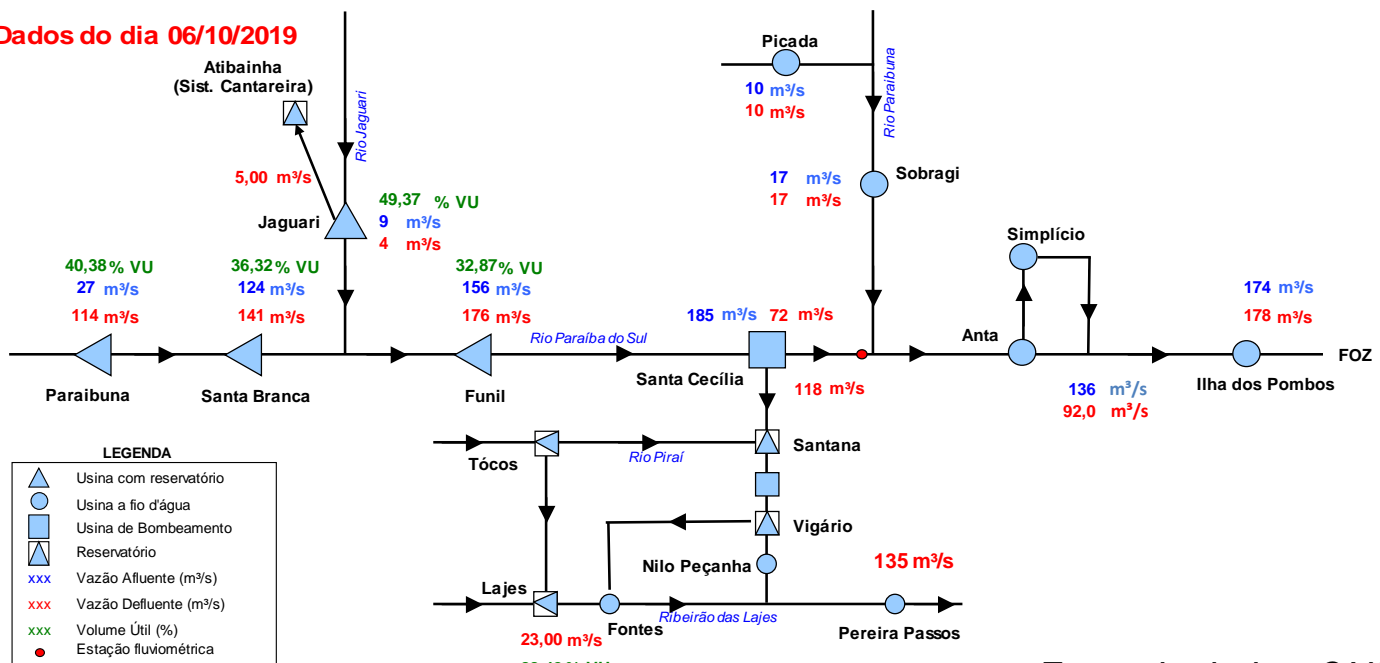 Dados do dia 06/10/2019
Atibainha
(Sist. Cantareira)
Rio Jaguari
5,00 m³/s
Jaguari
49,37 % VU
9 m³/s
4 m³/s
Picada
10 m³/s
10 m³/s
Rio Paraibuna
17 m³/s
17 m³/s
Sobragi
40,38 % VU
27 m³/s
114 m³/s
Paraibuna
36,32 % VU
124 m³/s
141 m³/s
Santa Branca
32,87 % VU
156 m³/s
176 m³/s
Funil
Rio Paraíba do Sul
185 m³/s 72 m³/s
Santa Cecília
118 m³/s
Simplício
Anta
136 m³/s
92,0 m³/s
174 m³/s
178 m³/s
Ilha dos Pombos
FOZ
Tócos
Rio Piraí
Santana
Vigário
Nilo Peçanha
135 m³/s
Lajes
23,00 m³/s
Fontes
Ribeirão das Lajes
Pereira Passos
LEGENDA
Usina com reservatório
Usina a fio d'água
Usina de Bombeamento
Reservatório
xxx Vazão Afluente (m³/s)
xxx Vazão Defluente (m³/s)
xxx Volume Útil (%)
Estação fluviométrica